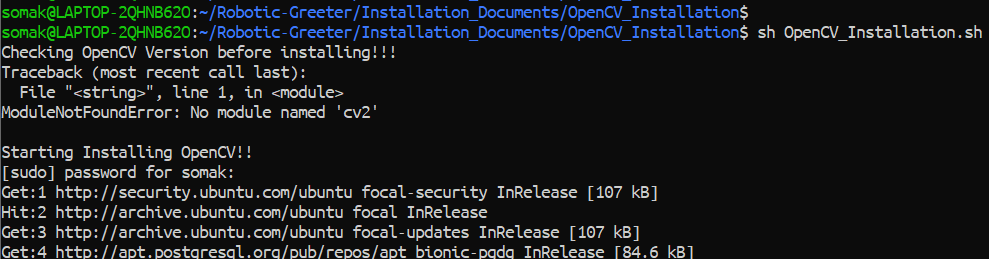 somak@LAPTOP-2QHNB62O:~/Robotic-Greeter/Installation_Documents/OpenCV_Installation$
somak@LAPTOP-2QHNB62O:~/Robotic-Greeter/Installation_Documents/OpenCV_Installation$ sh OpenCV_Installation.sh
Checking OpenCV Version before installing!!!
Traceback (most recent call last):
  File "<string>", line 1, in <module>
ModuleNotFoundError: No module named 'cv2'

Starting Installing OpenCV!!
[sudo] password for somak:
Get:1 http://security.ubuntu.com/ubuntu focal-security InRelease [107 kB]
Hit:2 http://archive.ubuntu.com/ubuntu focal InRelease
Get:3 http://archive.ubuntu.com/ubuntu focal-updates InRelease [107 kB]
Get:4 http://apt.postgresql.org/pub/repos/apt bionic-pgdg InRelease [84.6 kB]